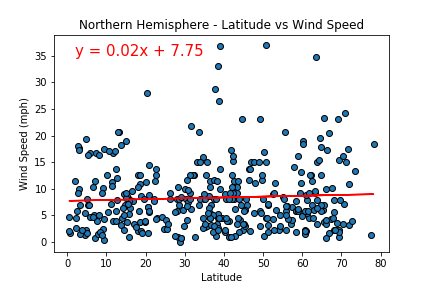 Northern Hemisphere - Latitude vs Wind Speed
y = 0.02x + 7.75
35
30
25
20
15
10
5
0
Wind Speed (mph)
0 10 20 30 40 50 60 70 80
Latitude